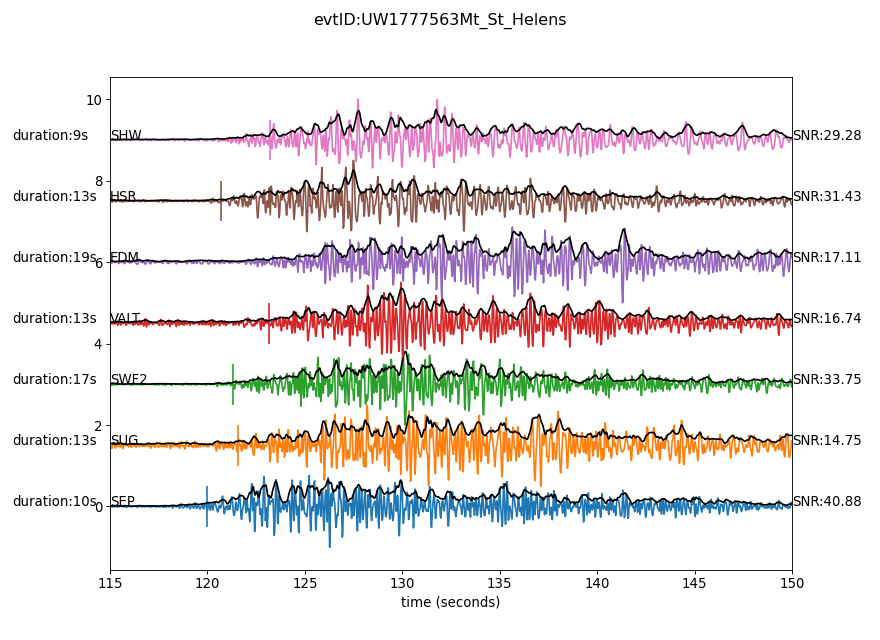 evtID:UW1777563Mt_St_Helens
10
duration:9s SHW SNR:29.28
8
duration:13s HSR SNR:31.43
duration:19s EDM SNR:17.11
6
duration:13s VALT SNR:16.74
4
duration:17s SWF2 SNR:33.75
2
duration:13s SUG SNR:14.75
duration:10s SEP SNR:40.88
0
115 120 125 130 135 140 145 150
time (seconds)